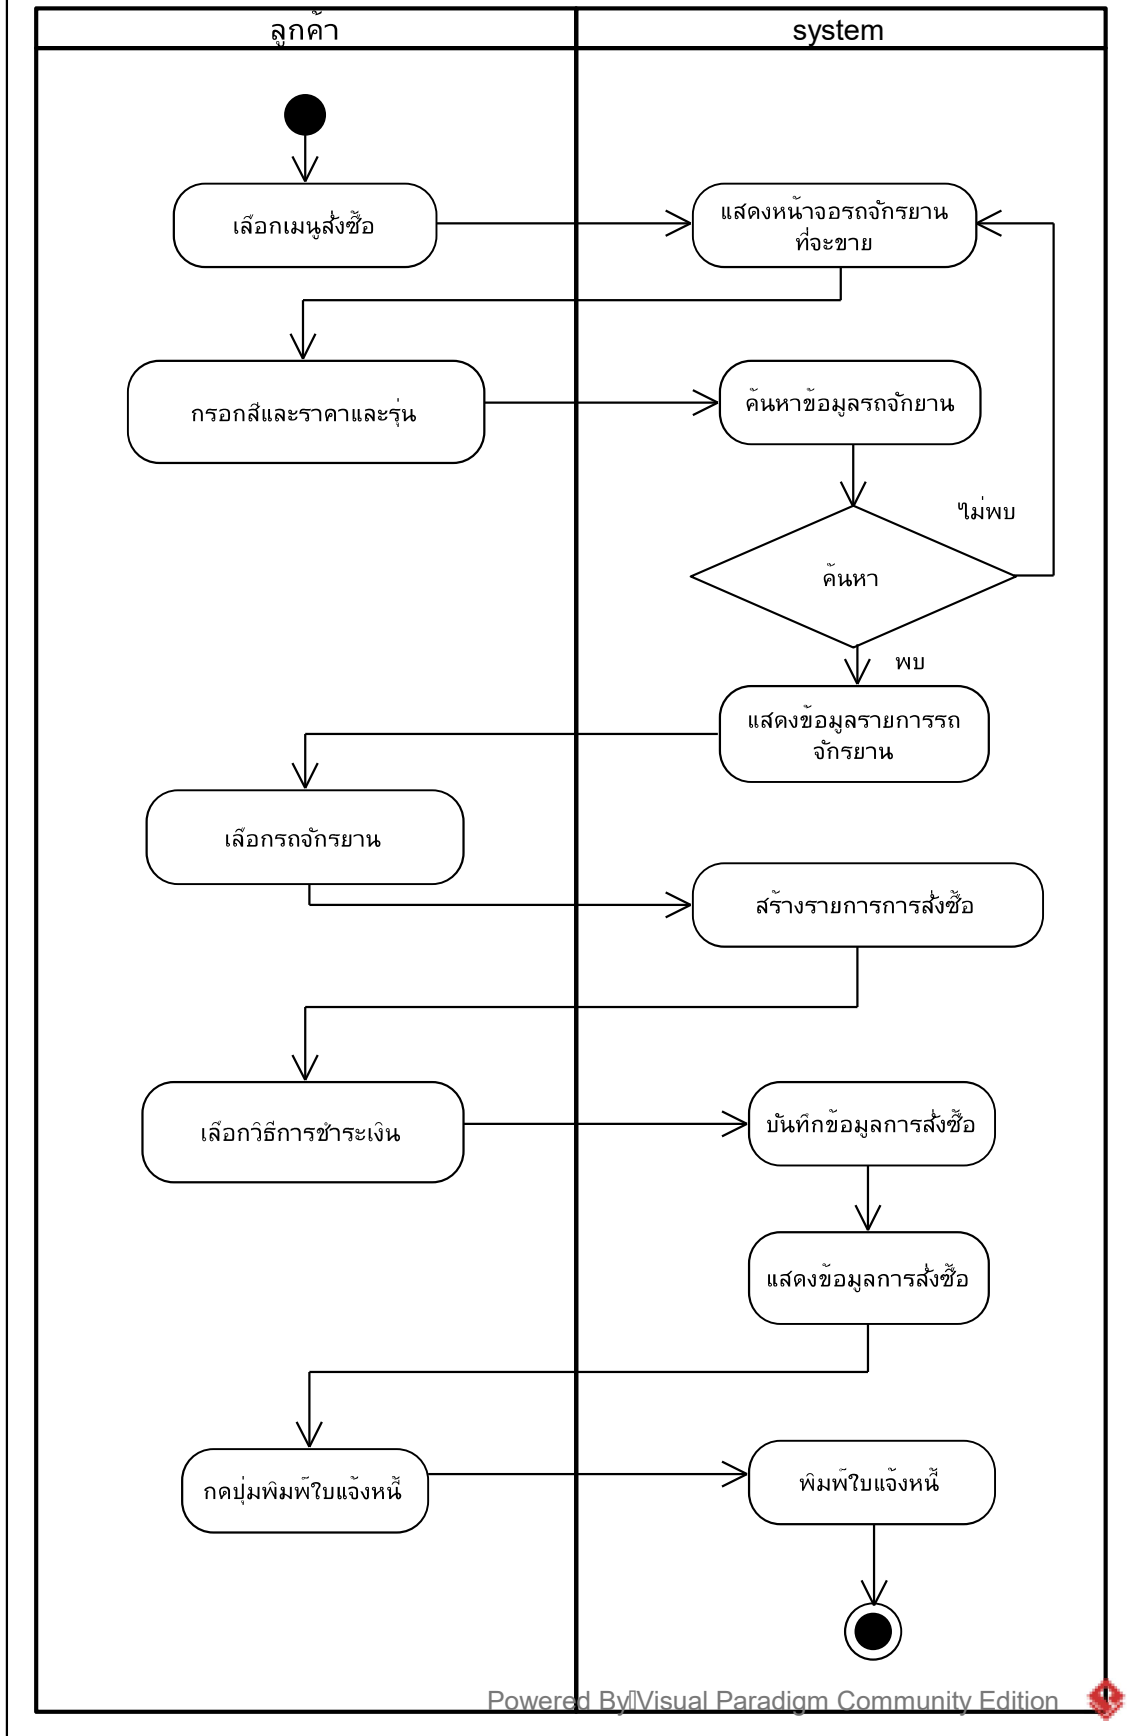 ลูกค้า
system
เลือกเมนูสั่งซื้อ
แสดงหน้าจอรถจักรยาน
ที่จะขาย
กรอกสีและราคาและรุ่น
ค้นหาข้อมูลรถจักยาน
ไม่พบ
ค้นหา
พบ
แสดงข้อมูลรายการรถ
จักรยาน
เลือกรถจักรยาน
สร้างรายการการสั่งซื้อ
เลือกวิธีการชำระเงิน
บันทึกข้อมูลการสั่งซื้อ
แสดงข้อมูลการสั่งซื้อ
กดปุ่มพิมพ์ใบแจ้งหนี้
พิมพ์ใบแจ้งหนี้
Powered By Visual Paradigm Community Edition